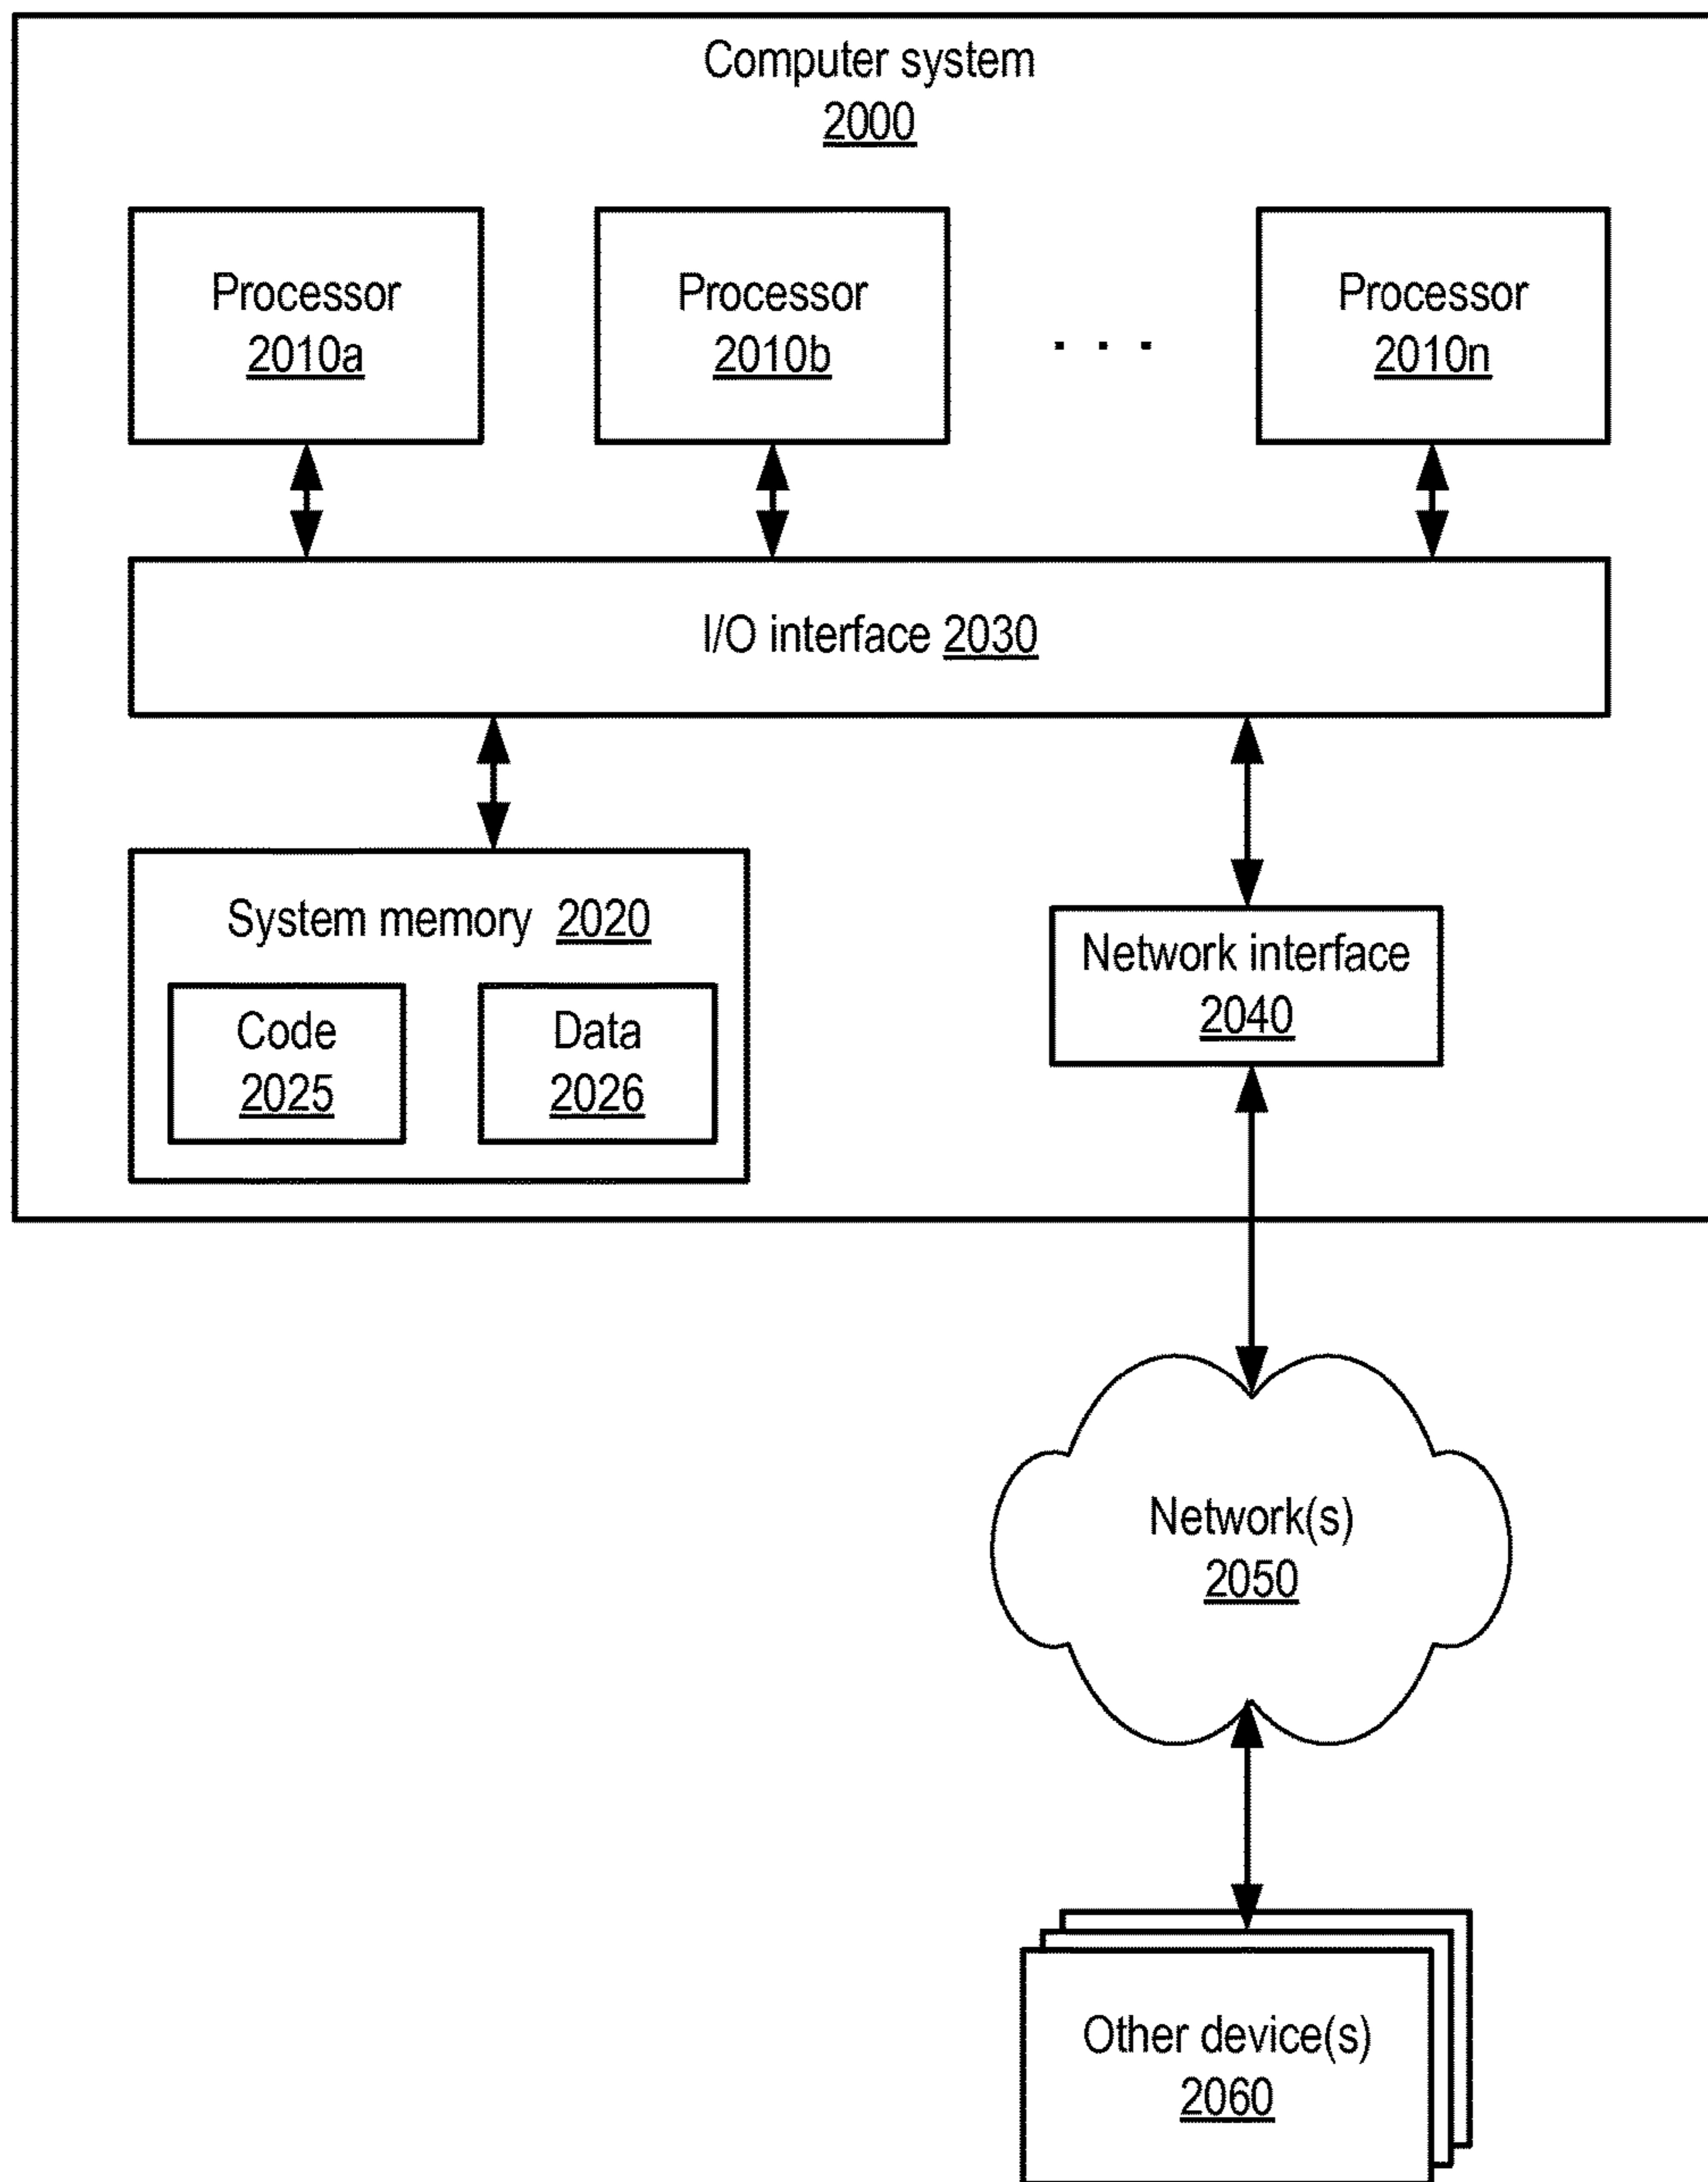 Computer system
2000
Processor
2010a
Processor
2010b
. . .
Processor
2010n
I/O interface 2030
System memory 2020
Code
2025
Data
2026
Network interface
2040
Network(s)
2050
Other device(s)
2060